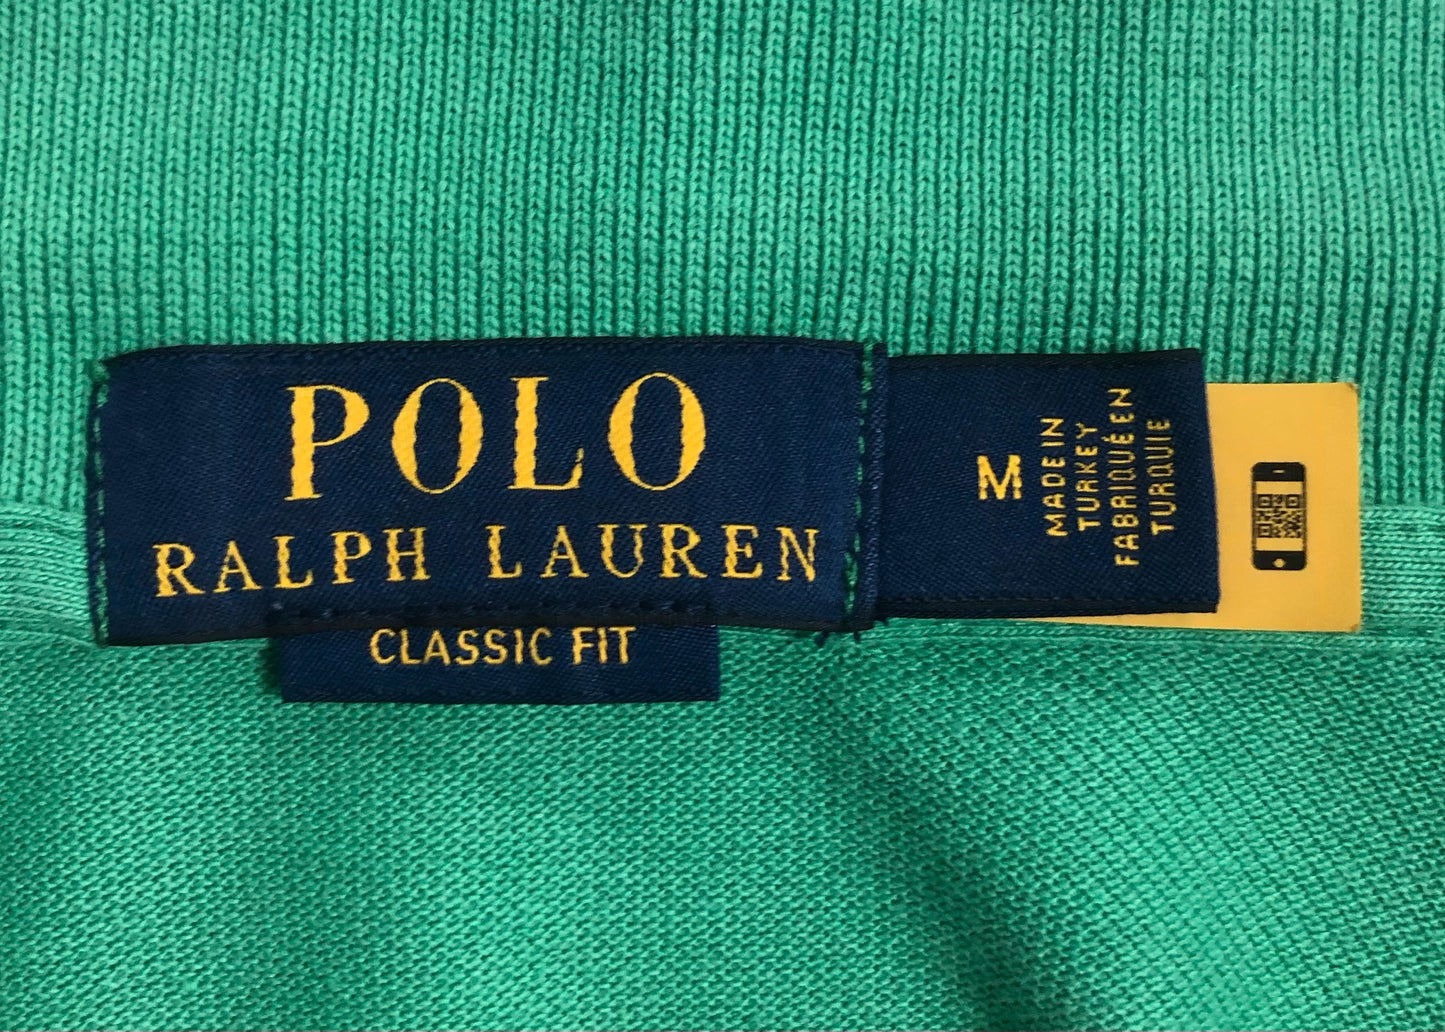 POLO
RALPH LAUREN
CLASSIC FIT
M
MADE IN
TURKEY
FABRIQUÉ EN
TURQUIE